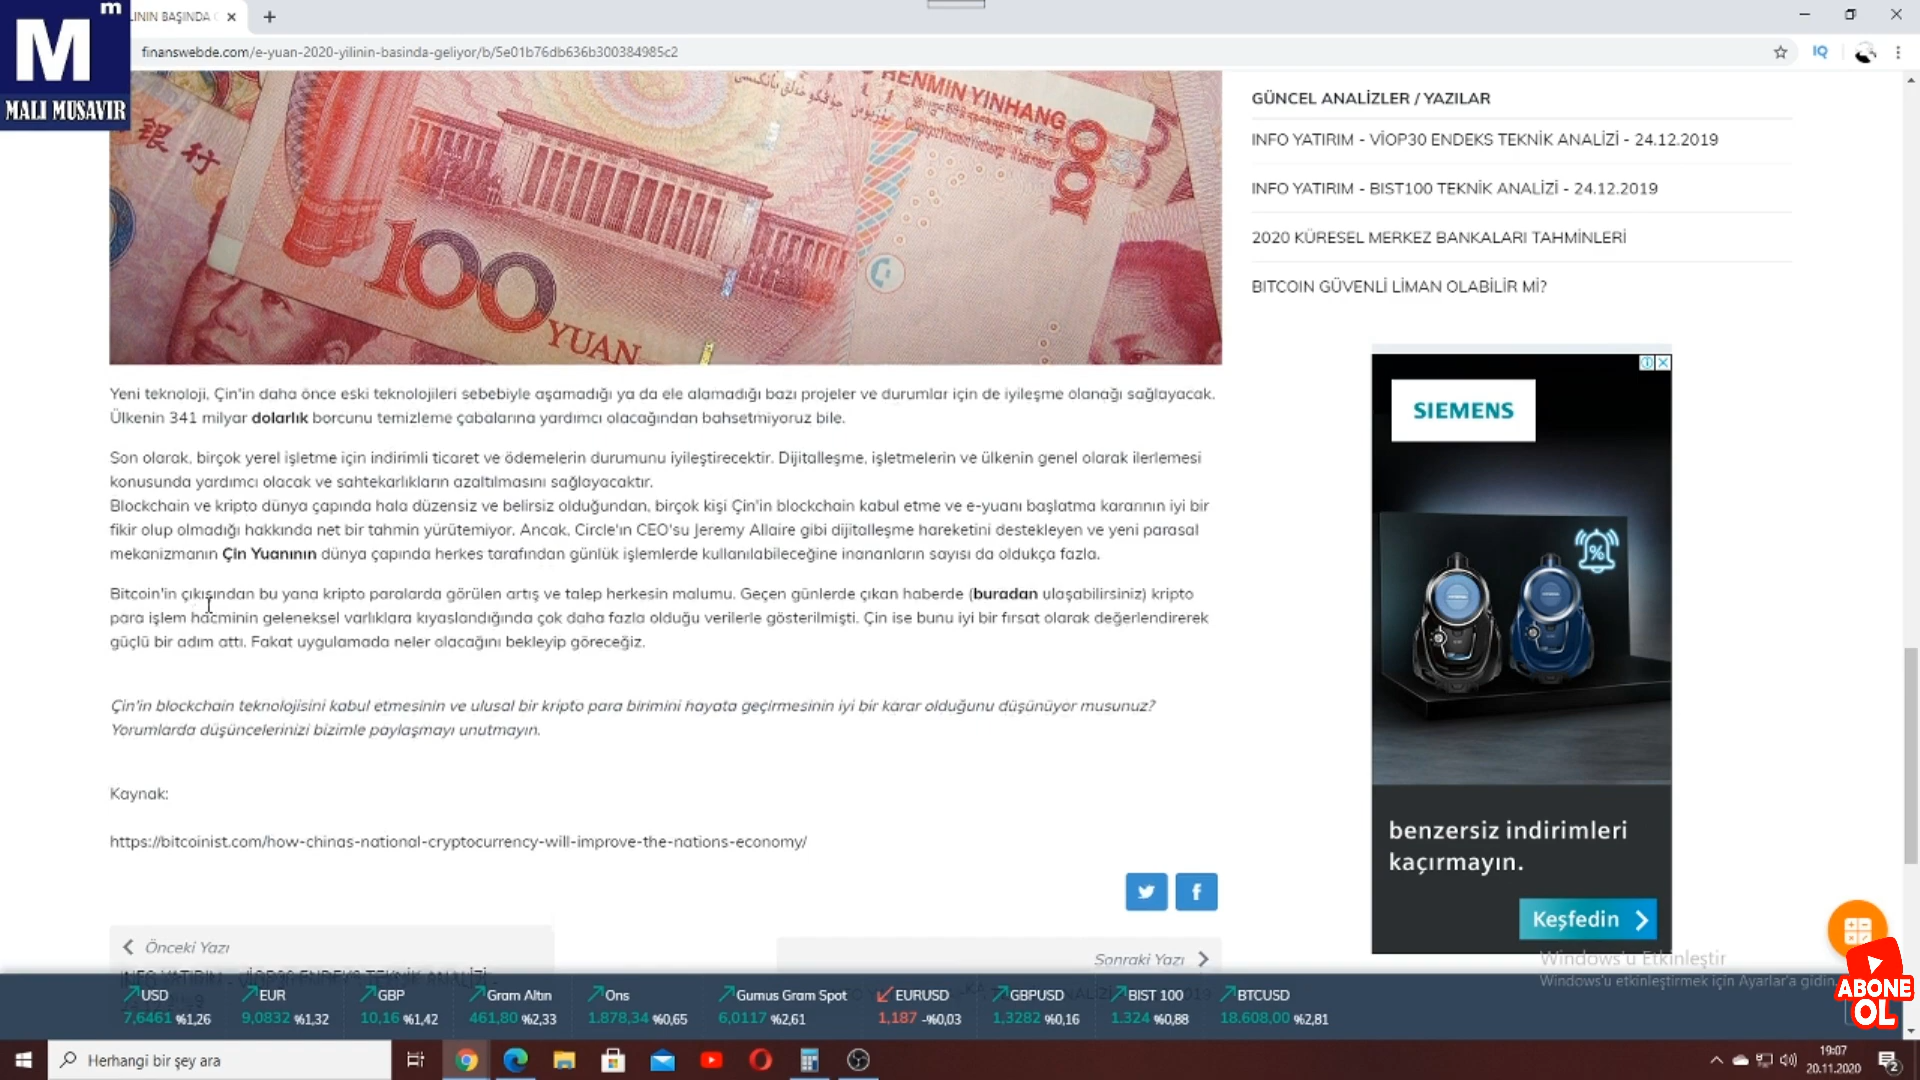 m
M
MALI MUSAVIR
finanswebde.com/e-yuan-2020-yilinin-basinda-geliyor/b/5e01b76db636b300384985c2
IQ
HENMIN YINHANG
银行
100
100
YUAN
Yeni teknoloji, Çin'in daha önce eski teknolojileri sebebiyle aşamadığı ya da ele alamadığı bazı projeler ve durumlar için de iyileşme olanağı sağlayacak.
Ülkenin 341 milyar dolarlık borcunu temizleme çabalarına yardımcı olacağından bahsetmiyoruz bile.
Son olarak, birçok yerel işletme için indirimli ticaret ve ödemelerin durumunu iyileştirecektir. Dijitalleşme, işletmelerin ve ülkenin genel olarak ilerlemesi
konusunda yardımcı olacak ve sahtekarlıkların azaltılmasını sağlayacaktır.
Blockchain ve kripto dünya çapında hala düzensiz ve belirsiz olduğundan, birçok kişi Çin'in blockchain kabul etme ve e-yuanı başlatma kararının iyi bir
fikir olup olmadığı hakkında net bir tahmin yürütemiyor. Ancak, Circle'ın CEO'su Jeremy Allaire gibi dijitalleşme hareketini destekleyen ve yeni parasal
mekanizmanın Çin Yuanının dünya çapında herkes tarafından günlük işlemlerde kullanılabileceğine inananların sayısı da oldukça fazla.
Bitcoin'in çıkışından bu yana kripto paralarda görülen artış ve talep herkesin malumu. Geçen günlerde çıkan haberde (buradan ulaşabilirsiniz) kripto
para işlem hacminin geleneksel varlıklara kıyaslandığında çok daha fazla olduğu verilerle gösterilmişti. Çin ise bunu iyi bir fırsat olarak değerlendirerek
güçlü bir adım attı. Fakat uygulamada neler olacağını bekleyip göreceğiz.
Çin'in blockchain teknolojisini kabul etmesinin ve ulusal bir kripto para birimini hayata geçirmesinin iyi bir karar olduğunu düşünüyor musunuz?
Yorumlarda düşüncelerinizi bizimle paylaşmayı unutmayın.
Kaynak:
https://bitcoinist.com/how-chinas-national-cryptocurrency-will-improve-the-nations-economy/
Önceki Yazı
INFO YATIRIM - VİOP30 ENDEKS TEKNİK ANALİZİ -
Sonraki Yazı
GÜNCEL ANALİZLER / YAZILAR
INFO YATIRIM - VİOP30 ENDEKS TEKNİK ANALİZİ - 24.12.2019
INFO YATIRIM - BIST100 TEKNİK ANALİZİ - 24.12.2019
2020 KÜRESEL MERKEZ BANKALARI TAHMİNLERİ
BITCOIN GÜVENLİ LİMAN OLABİLİR Mİ?
SIEMENS
%
benzersiz indirimleri
kaçırmayın.
Keşfedin
Windows'u Etkinleştir
Windows'u etkinleştirmek için Ayarlar'a gidin.
ABONE
OL
USD EUR GBP Gram Altın Ons Gumus Gram Spot EURUSD GBPUSD BIST 100 BTCUSD
7,6461 %1,26 9,0832 %1,32 10,16 %1,42 461,80 %2,33 1.878,34 %0,65 6,0117 %2,61 1,187 -%0,03 1,3282 %0,16 1.324 %0,88 18.608,00 %2,81
Herhangi bir şey ara
19:07
20.11.2020
2